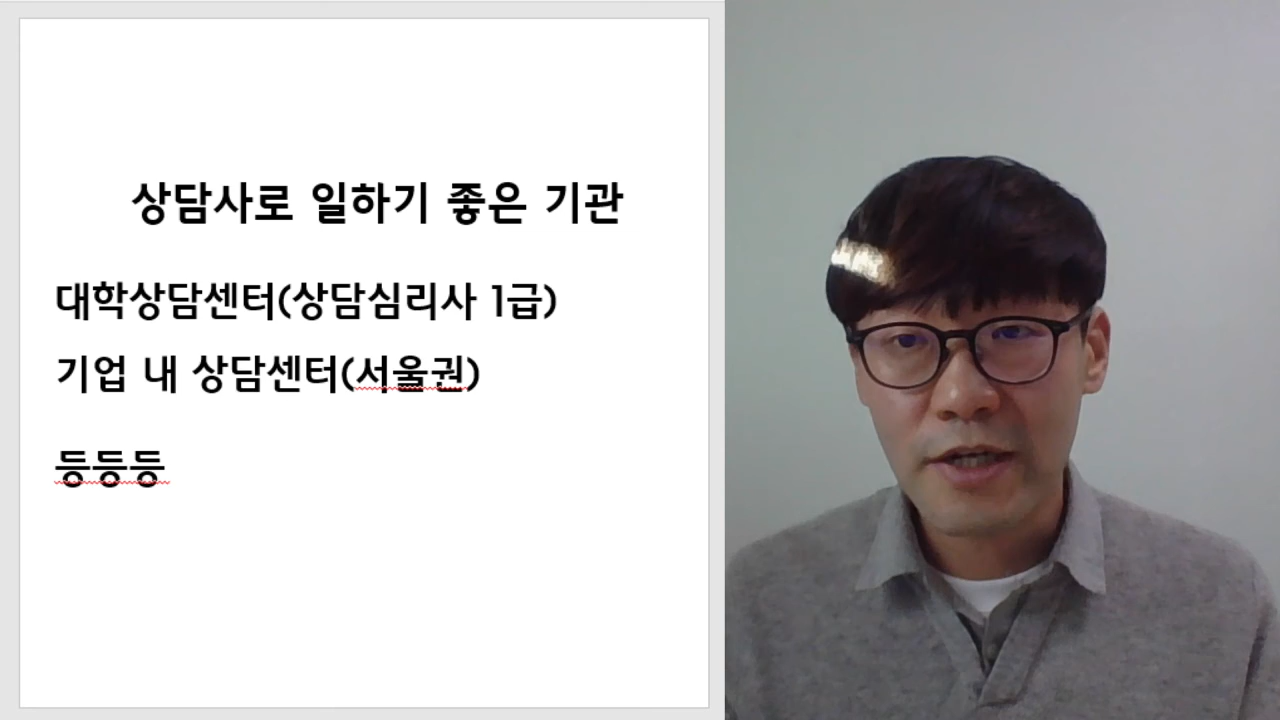 상담사로 일하기 좋은 기관
대학상담센터(상담심리사 1급)
기업 내 상담센터(서울권)
등등등